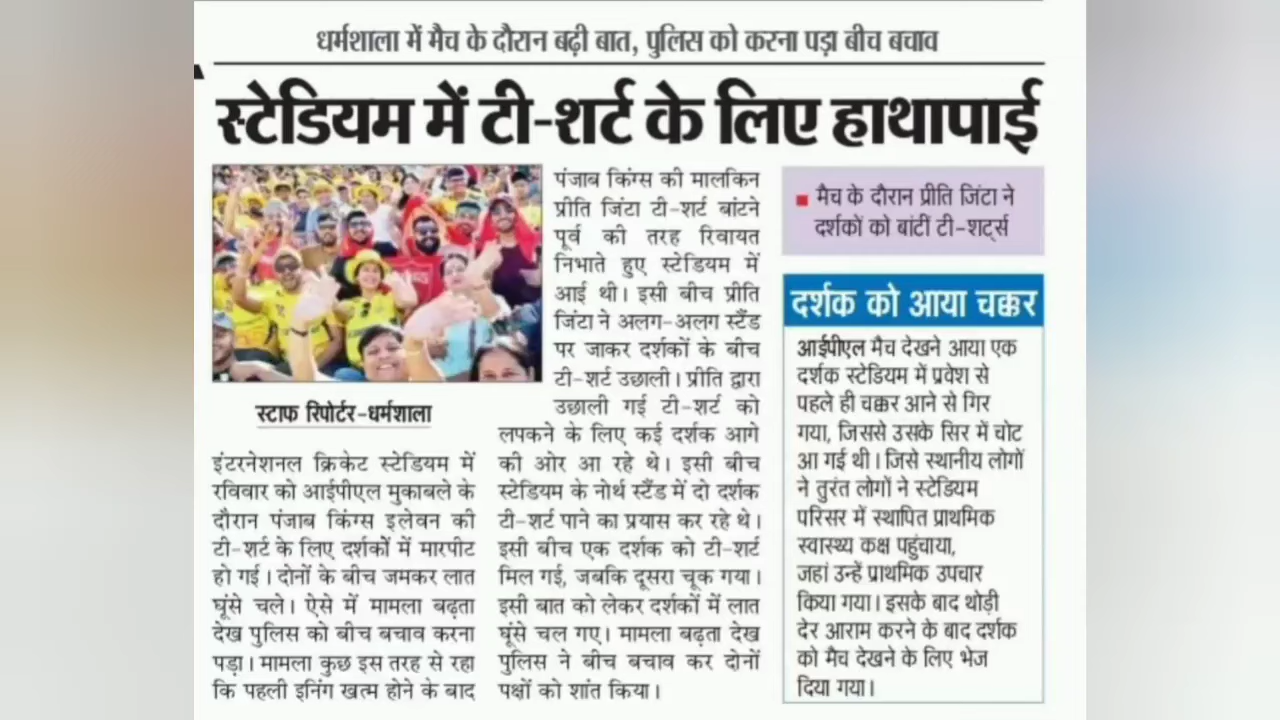 धर्मशाला में मैच के दौरान बढ़ी बात, पुलिस को करना पड़ा बीच बचाव
स्टेडियम में टी-शर्ट के लिए हाथापाई
स्टाफ रिपोर्टर-धर्मशाला
इंटरनेशनल क्रिकेट स्टेडियम में
रविवार को आईपीएल मुकाबले के
दौरान पंजाब किंग्स इलेवन की
टी-शर्ट के लिए दर्शकों में मारपीट
हो गई। दोनों के बीच जमकर लात
घूंसे चले। ऐसे में मामला बढ़ता
देख पुलिस को बीच बचाव करना
पड़ा। मामला कुछ इस तरह से रहा
कि पहली इनिंग खत्म होने के बाद
पंजाब किंग्स की मालकिन
प्रीति जिंटा टी-शर्ट बांटने
पूर्व की तरह रिवायत
निभाते हुए स्टेडियम में
आई थी। इसी बीच प्रीति
जिंटा ने अलग-अलग स्टैंड
पर जाकर दर्शकों के बीच
टी-शर्ट उछाली। प्रीति द्वारा
उछाली गई टी-शर्ट को
लपकने के लिए कई दर्शक आगे
की ओर आ रहे थे। इसी बीच
स्टेडियम के नोर्थ स्टैंड में दो दर्शक
टी-शर्ट पाने का प्रयास कर रहे थे।
इसी बीच एक दर्शक को टी-शर्ट
मिल गई, जबकि दूसरा चूक गया।
इसी बात को लेकर दर्शकों में लात
घूंसे चल गए। मामला बढ़ता देख
पुलिस ने बीच बचाव कर दोनों
पक्षों को शांत किया।
मैच के दौरान प्रीति जिंटा ने
दर्शकों को बांटीं टी-शर्ट्स
दर्शक को आया चक्कर
आईपीएल मैच देखने आया एक
दर्शक स्टेडियम में प्रवेश से
पहले ही चक्कर आने से गिर
गया, जिससे उसके सिर में चोट
आ गई थी। जिसे स्थानीय लोगों
ने तुरंत लोगों ने स्टेडियम
परिसर में स्थापित प्राथमिक
स्वास्थ्य कक्ष पहुंचाया,
जहां उन्हें प्राथमिक उपचार
किया गया। इसके बाद थोड़ी
देर आराम करने के बाद दर्शक
को मैच देखने के लिए भेज
दिया गया।